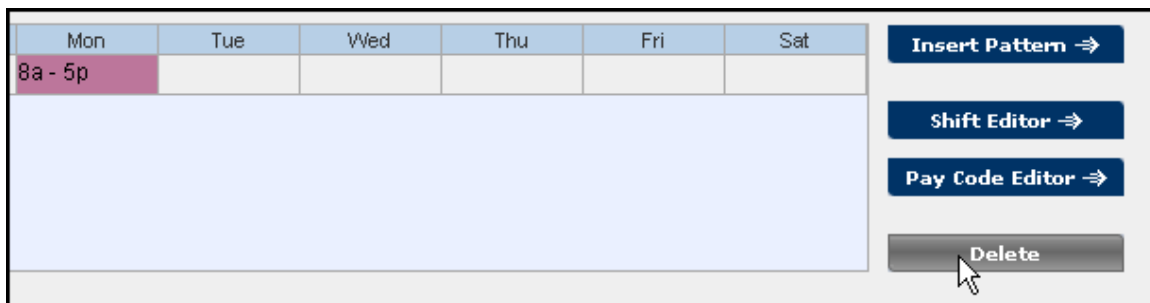 Mon Tue Wed Thu Fri Sat
8a - 5p
Insert Pattern
Shift Editor
Pay Code Editor
Delete